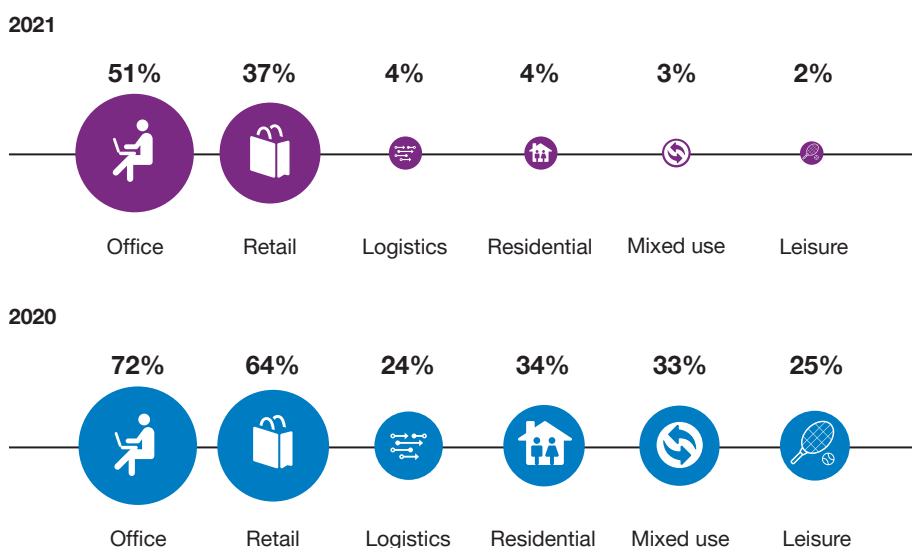 2021
51% 37% 4% 4% 3% 2%
Office Retail Logistics Residential Mixed use Leisure
2020
72% 64% 24% 34% 33% 25%
Office Retail Logistics Residential Mixed use Leisure